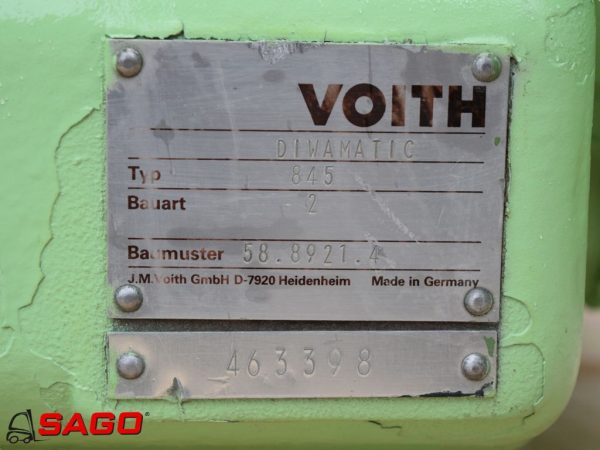 VOITH
DIWAMATIC
Typ 845
Bauart 2
Baumuster 58.8921.4
J.M.Voith GmbH D-7920 Heidenheim Made in Germany
463398
SAGO®